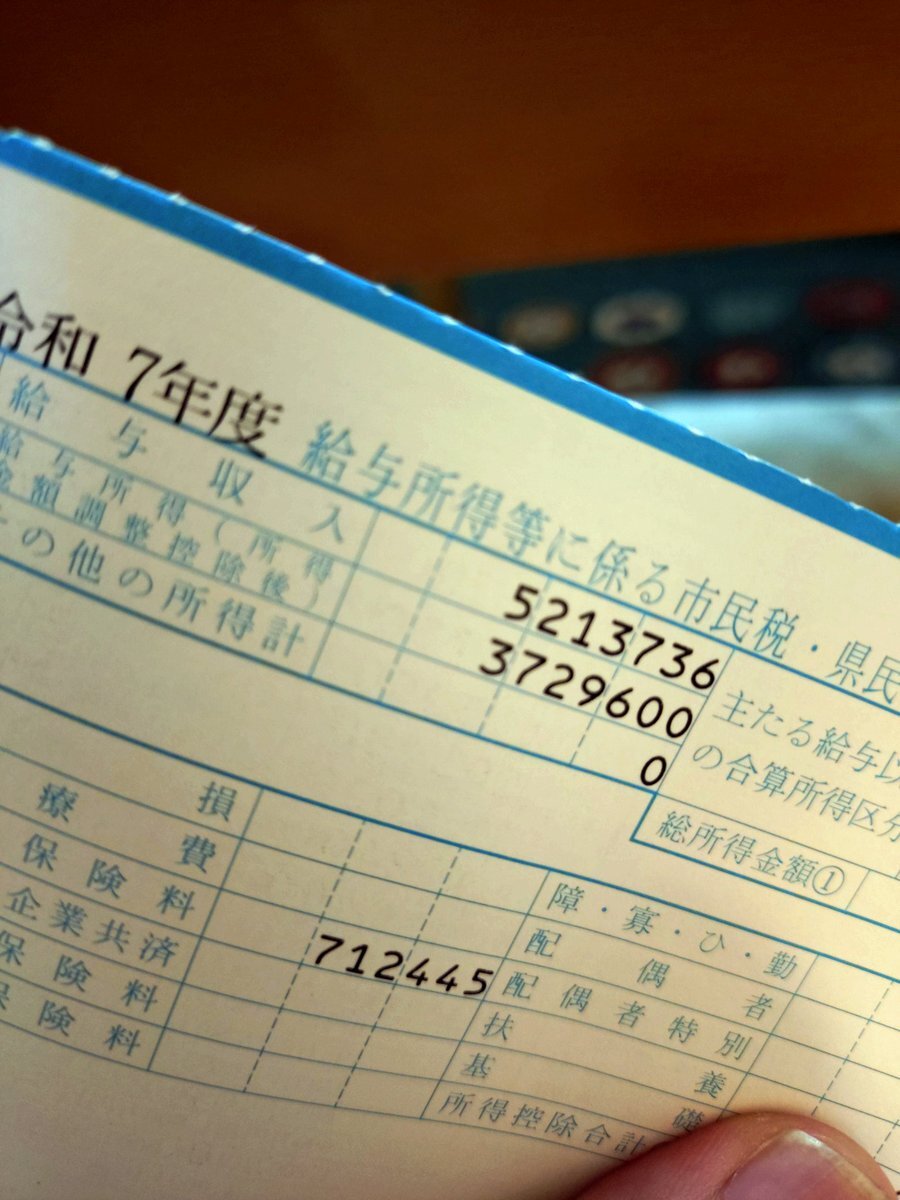 令和 7年度 給与所得等に係る市民税・県民
給与収入 5213736
給与所得(所得
金額調整控除後) 3729600
の他の所得計 0
主たる給与以
の合算所得区分
総所得金額①
損
療費
保険料 712445
企業共済
保険料
保険料
障・寡・ひ・勤
配偶者
配偶者特別
扶養
基礎
所得控除合計